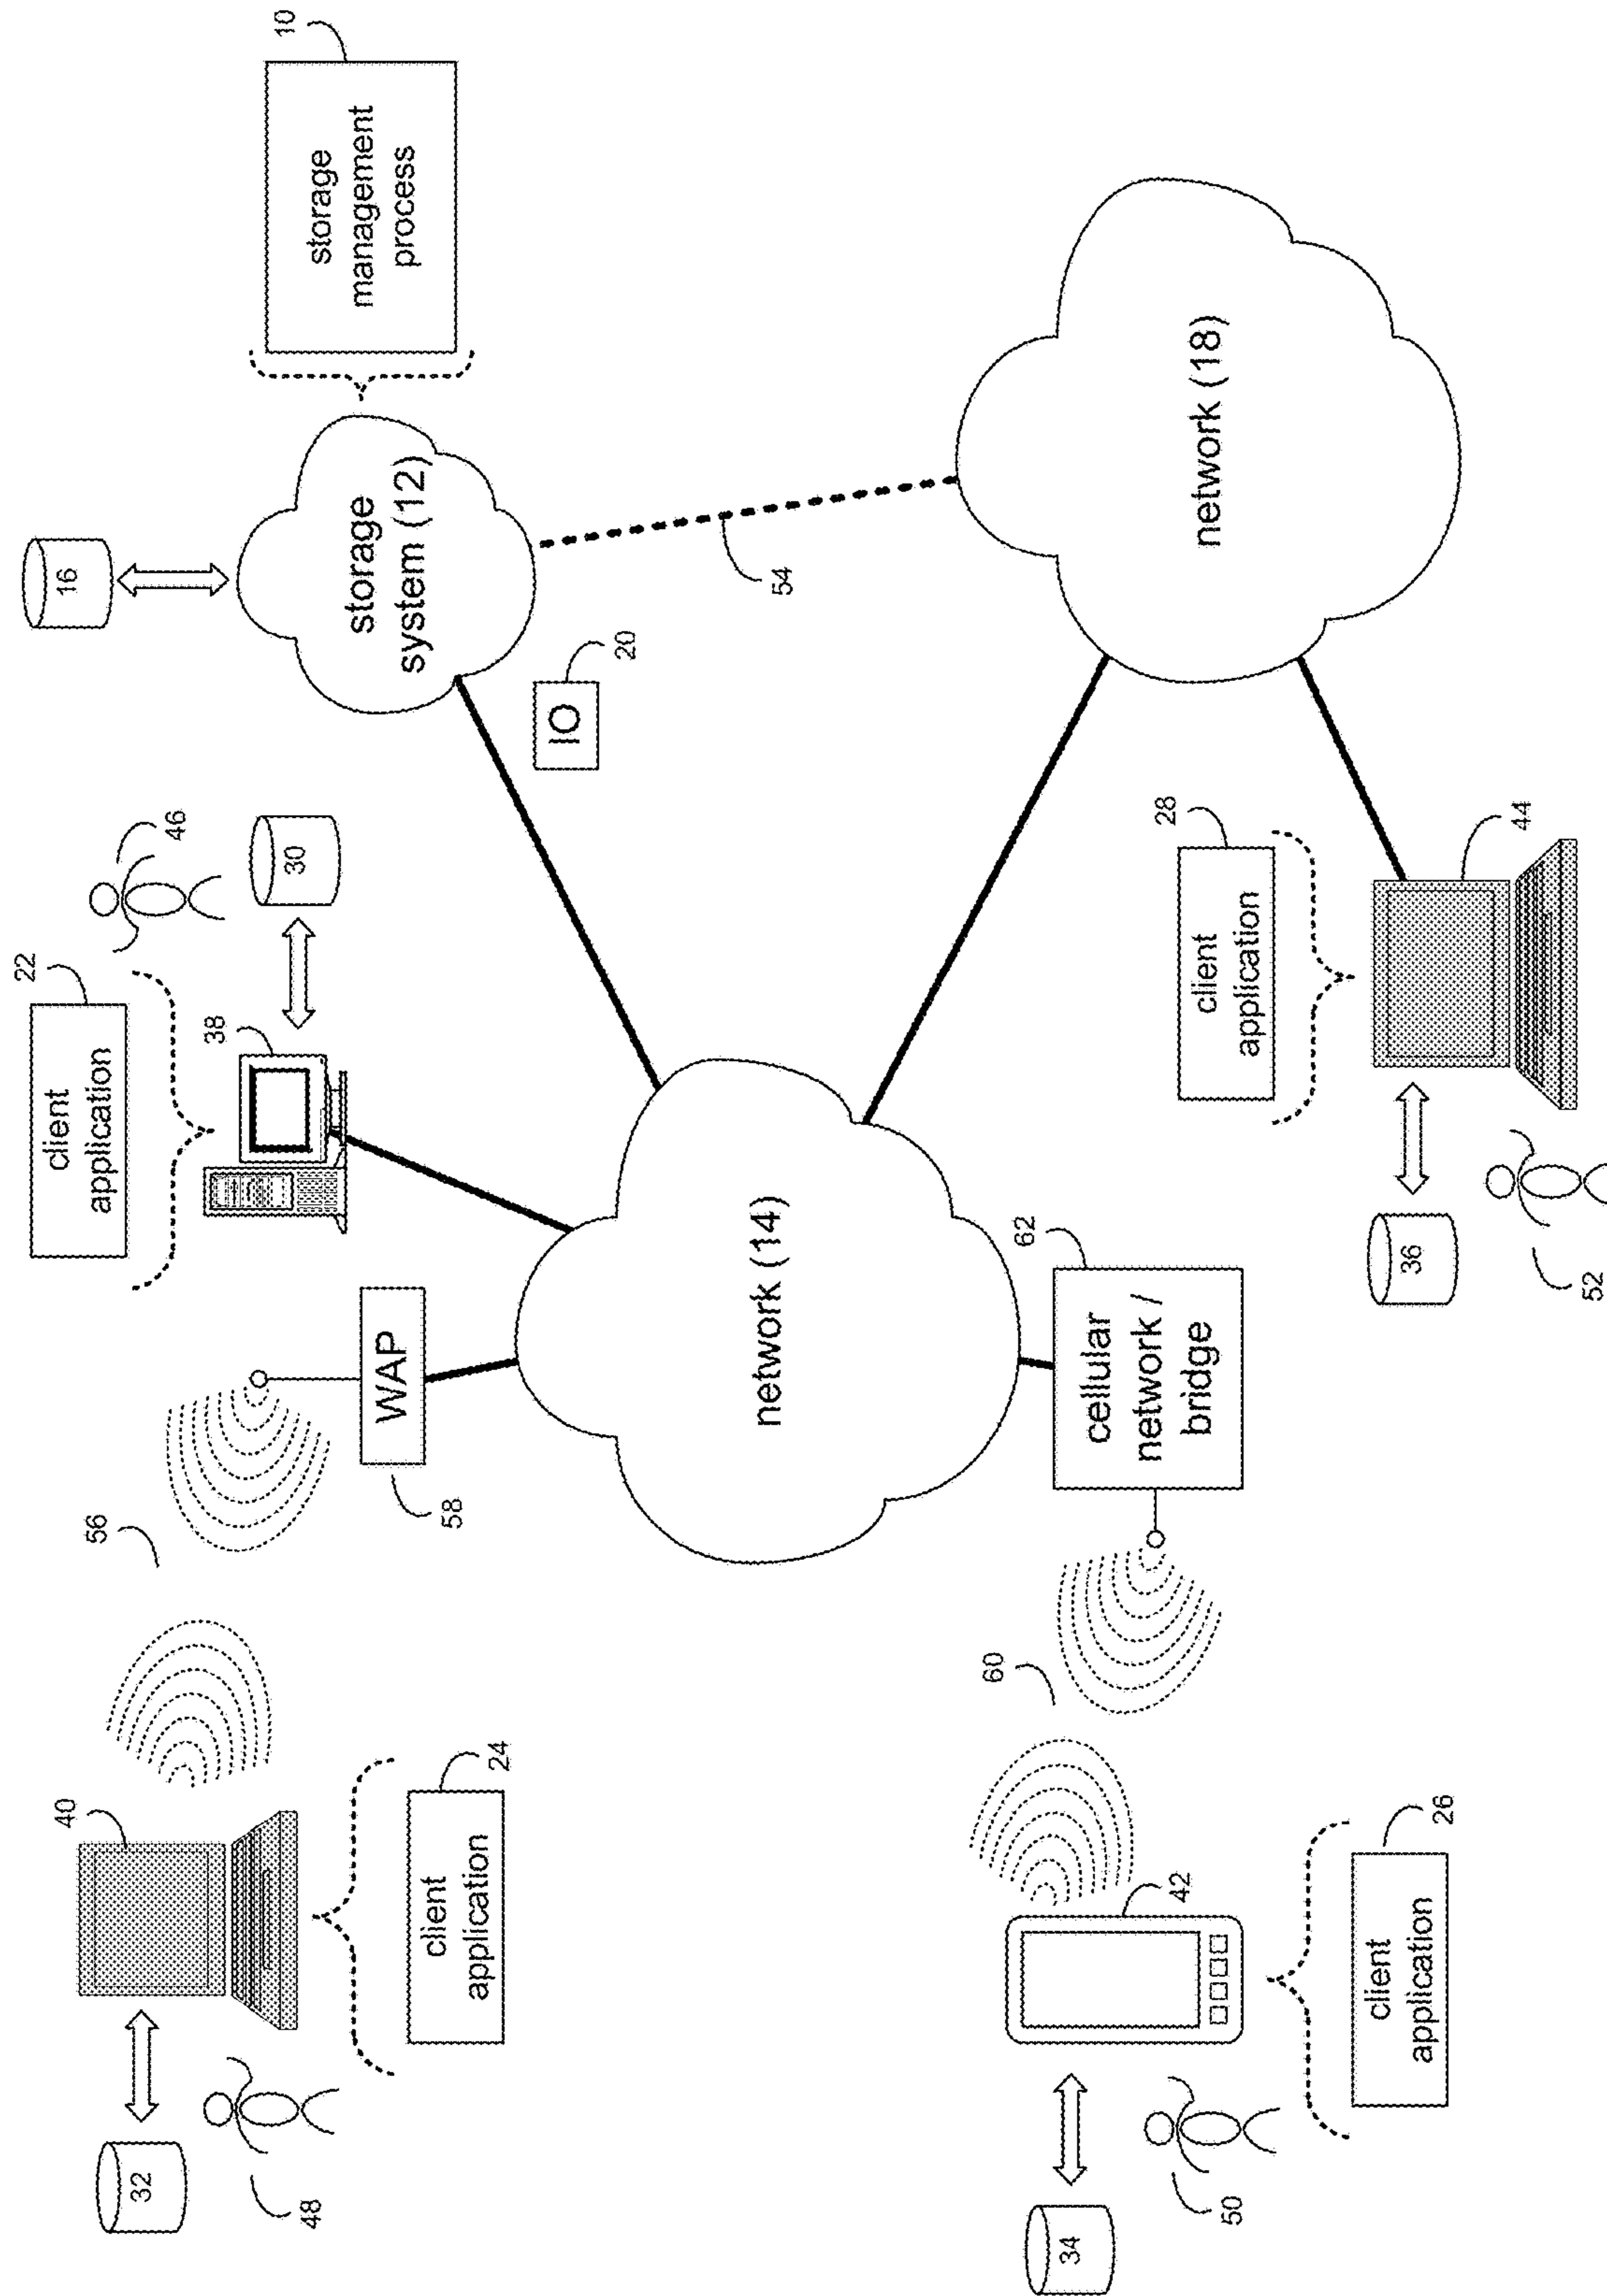 32
40
48
24
client
application
56
58
WAP
22
client
application
38
46
30
16
10
storage
management
process
storage
system (12)
IO
20
54
network (14)
network (18)
34
42
50
26
client
application
60
62
cellular
network /
bridge
28
client
application
44
36
52